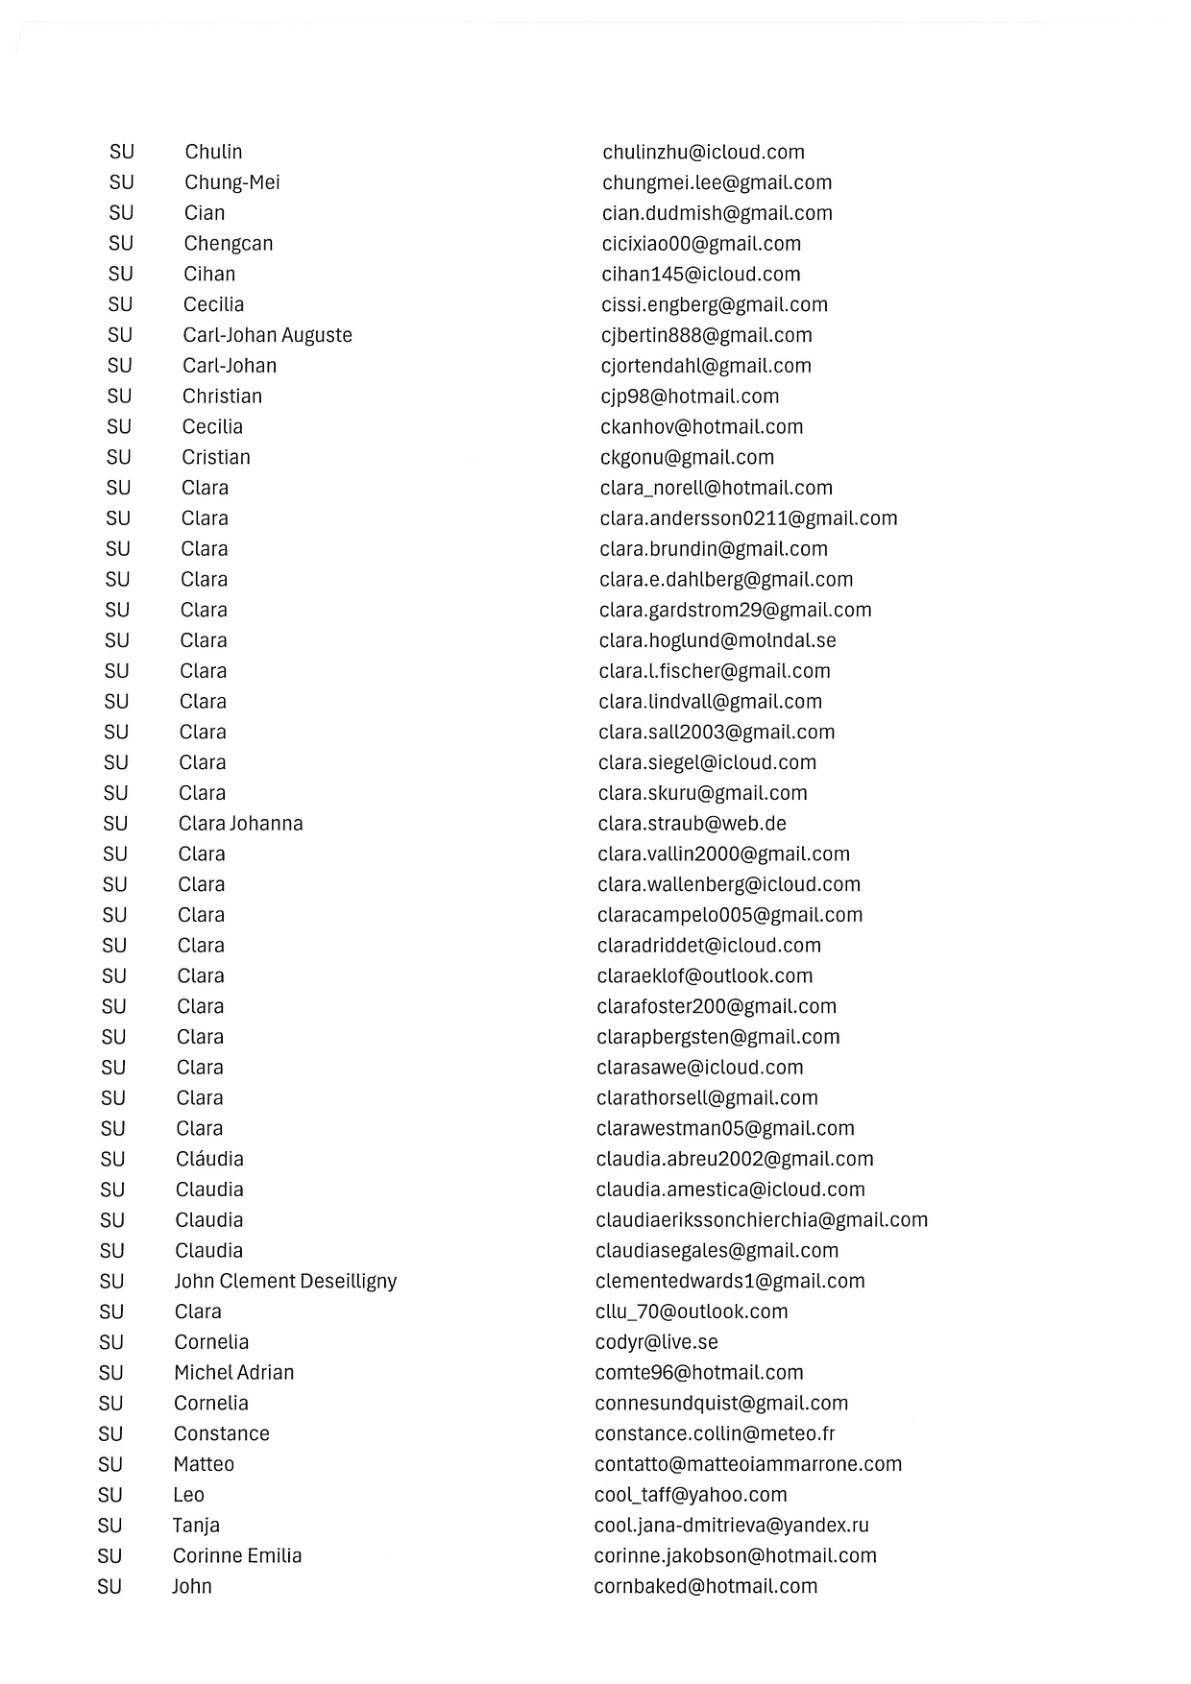 SU Chulin chulinzhu@icloud.com
SU Chung-Mei chungmei.lee@gmail.com
SU Cian cian.dudmish@gmail.com
SU Chengcan cicixiao00@gmail.com
SU Cihan cihan145@icloud.com
SU Cecilia cissi.engberg@gmail.com
SU Carl-Johan Auguste cjbertin888@gmail.com
SU Carl-Johan cjortendahl@gmail.com
SU Christian cjp98@hotmail.com
SU Cecilia ckanhov@hotmail.com
SU Cristian ckgonu@gmail.com
SU Clara clara_norell@hotmail.com
SU Clara clara.andersson0211@gmail.com
SU Clara clara.brundin@gmail.com
SU Clara clara.e.dahlberg@gmail.com
SU Clara clara.gardstrom29@gmail.com
SU Clara clara.hoglund@molndal.se
SU Clara clara.l.fischer@gmail.com
SU Clara clara.lindvall@gmail.com
SU Clara clara.sall2003@gmail.com
SU Clara clara.siegel@icloud.com
SU Clara clara.skuru@gmail.com
SU Clara Johanna clara.straub@web.de
SU Clara clara.vallin2000@gmail.com
SU Clara clara.wallenberg@icloud.com
SU Clara claracampelo005@gmail.com
SU Clara claradriddet@icloud.com
SU Clara claraeklof@outlook.com
SU Clara clarafoster200@gmail.com
SU Clara clarapbergsten@gmail.com
SU Clara clarasawe@icloud.com
SU Clara clarathorsell@gmail.com
SU Clara clarawestman05@gmail.com
SU Cláudia claudia.abreu2002@gmail.com
SU Claudia claudia.amestica@icloud.com
SU Claudia claudiaerikssonchierchia@gmail.com
SU Claudia claudiasegales@gmail.com
SU John Clement Deseilligny clementedwards1@gmail.com
SU Clara cllu_70@outlook.com
SU Cornelia codyr@live.se
SU Michel Adrian comte96@hotmail.com
SU Cornelia connesundquist@gmail.com
SU Constance constance.collin@meteo.fr
SU Matteo contatto@matteoiammarrone.com
SU Leo cool_taff@yahoo.com
SU Tanja cool.jana-dmitrieva@yandex.ru
SU Corinne Emilia corinne.jakobson@hotmail.com
SU John cornbaked@hotmail.com